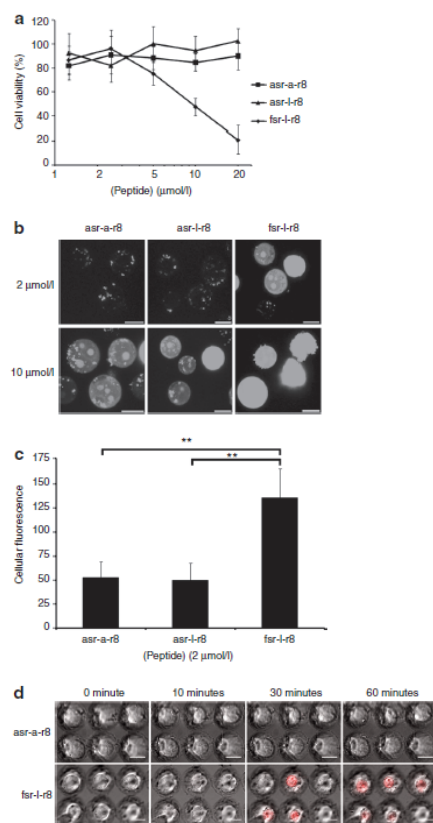 a
Cell viability (%)
120
100
80
60
40
20
0
1 2 5 10 20
(Peptide) (μmol/l)
asr-a-r8
asr-l-r8
fsr-l-r8
b
asr-a-r8 asr-l-r8 fsr-l-r8
2 μmol/l
10 μmol/l
c
Cellular fluorescence
175
150
125
100
75
50
25
0
** 
**
asr-a-r8 asr-l-r8 fsr-l-r8
(Peptide) (2 μmol/l)
d
0 minute 10 minutes 30 minutes 60 minutes
asr-a-r8
fsr-l-r8